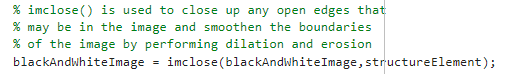 % imclose() is used to close up any open edges that
% may be in the image and smoothen the boundaries
% of the image by performing dilation and erosion
blackAndWhiteImage = imclose(blackAndWhiteImage,structureElement);